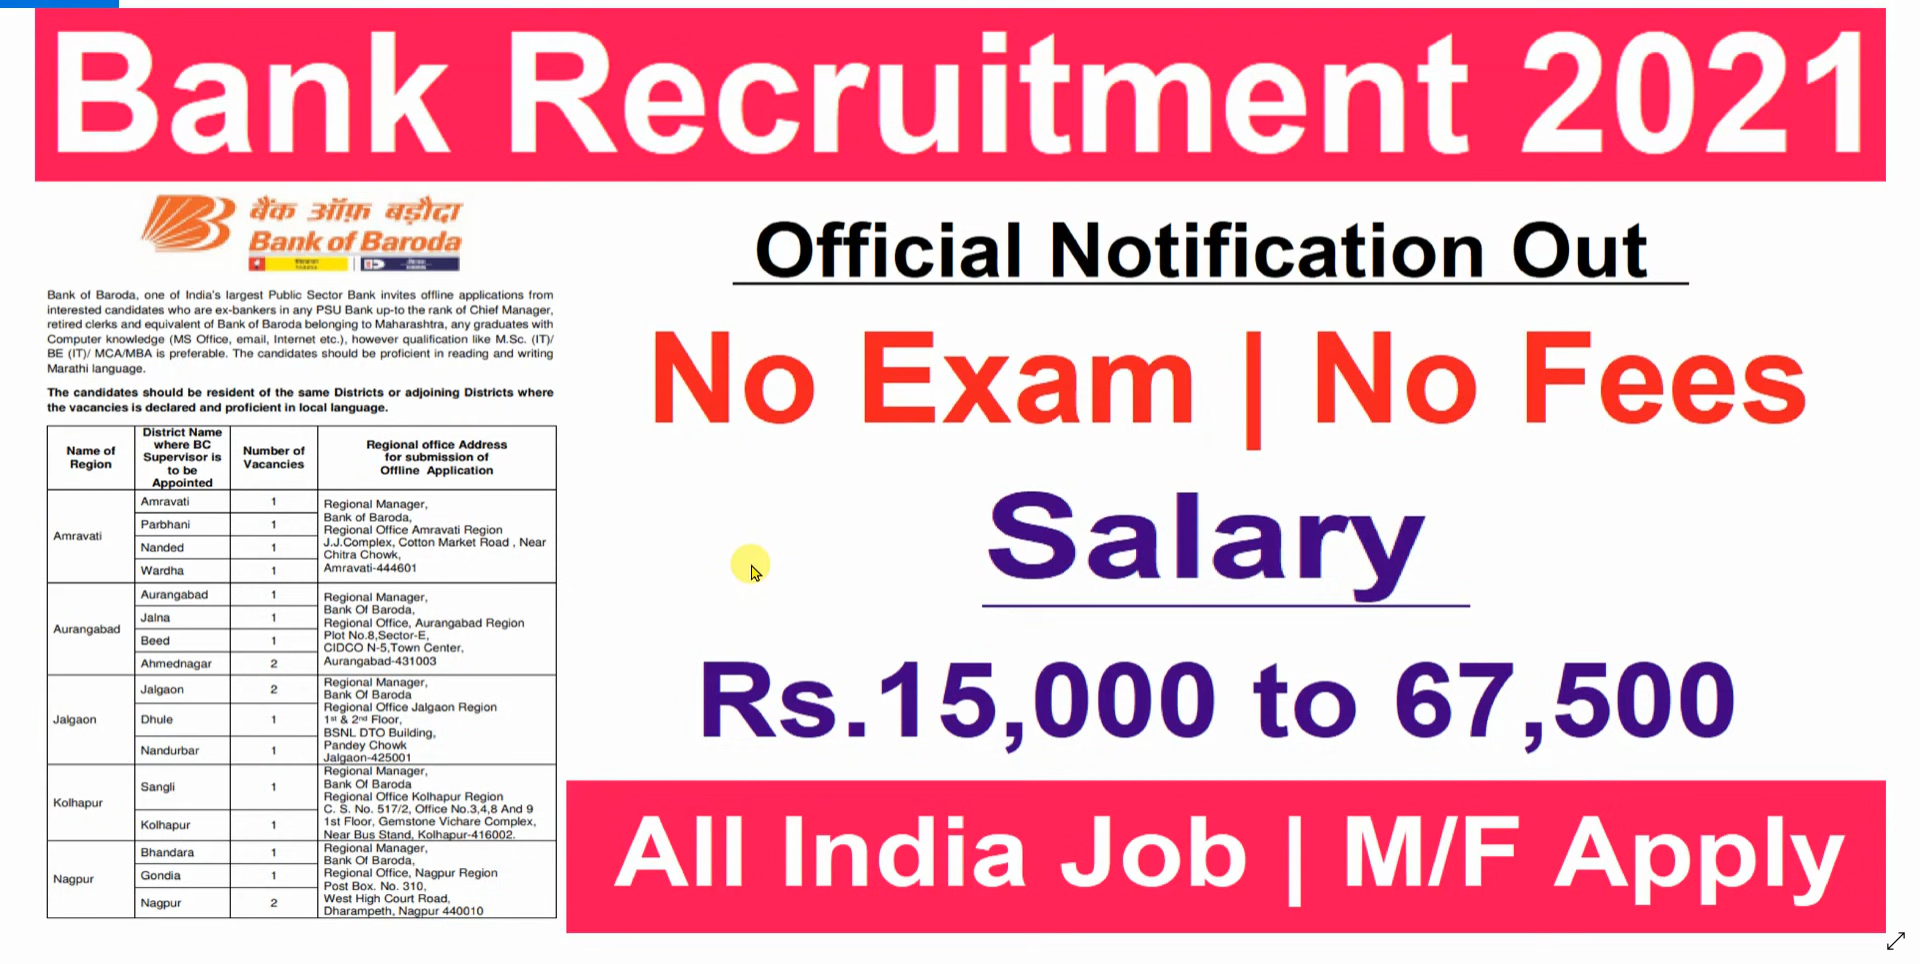 Bank Recruitment 2021
बैंक ऑफ़ बड़ौदा
Bank of Baroda
Bank of Baroda, one of India's largest Public Sector Bank invites offline applications from
interested candidates who are ex-bankers in any PSU Bank up-to the rank of Chief Manager,
retired clerks and equivalent of Bank of Baroda belonging to Maharashtra, any graduates with
Computer knowledge (MS Office, email, Internet etc.), however qualification like M.Sc. (IT)/
BE (IT)/ MCA/MBA is preferable. The candidates should be proficient in reading and writing
Marathi language.
The candidates should be resident of the same Districts or adjoining Districts where
the vacancies is declared and proficient in local language.
Name of
Region
District Name
where BC
Supervisor is
to be
Appointed
Number of
Vacancies
Regional office Address
for submission of
Offline Application
Amravati
Amravati 1
Parbhani 1
Nanded 1
Wardha 1
Regional Manager,
Bank of Baroda,
Regional Office Amravati Region
J.J.Complex, Cotton Market Road , Near
Chitra Chowk,
Amravati-444601
Aurangabad
Aurangabad 1
Jalna 1
Beed 1
Ahmednagar 2
Regional Manager,
Bank Of Baroda,
Regional Office, Aurangabad Region
Plot No.8,Sector-E,
CIDCO N-5,Town Center,
Aurangabad-431003
Jalgaon
Jalgaon 2
Dhule 1
Nandurbar 1
Regional Manager,
Bank Of Baroda
Regional Office Jalgaon Region
1st & 2nd Floor,
BSNL DTO Building,
Pandey Chowk
Jalgaon-425001
Kolhapur
Sangli 1
Kolhapur 1
Regional Manager,
Bank Of Baroda
Regional Office Kolhapur Region
C. S. No. 517/2, Office No.3,4,8 And 9
1st Floor, Gemstone Vichare Complex,
Near Bus Stand, Kolhapur-416002.
Nagpur
Bhandara 1
Gondia 1
Nagpur 2
Regional Manager,
Bank Of Baroda,
Regional Office, Nagpur Region
Post Box. No. 310,
West High Court Road,
Dharampeth, Nagpur 440010
Official Notification Out
No Exam | No Fees
Salary
Rs.15,000 to 67,500
All India Job | M/F Apply